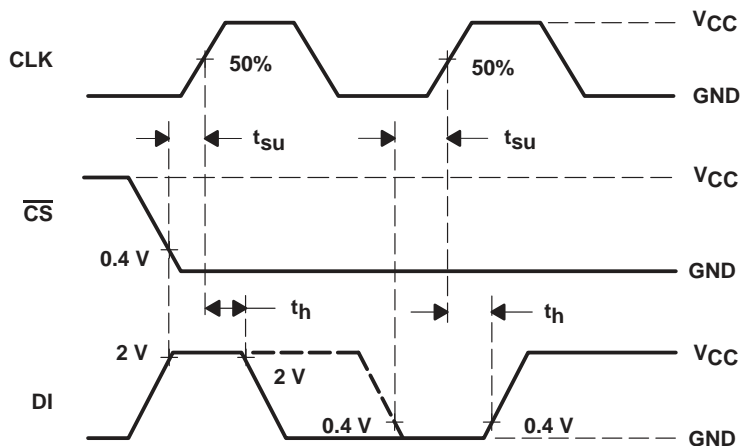 VCC
CLK
50%
50%
GND
tsu
tsu
VCC
CS
0.4 V
GND
th
th
2 V
2 V
VCC
DI
0.4 V
0.4 V
GND